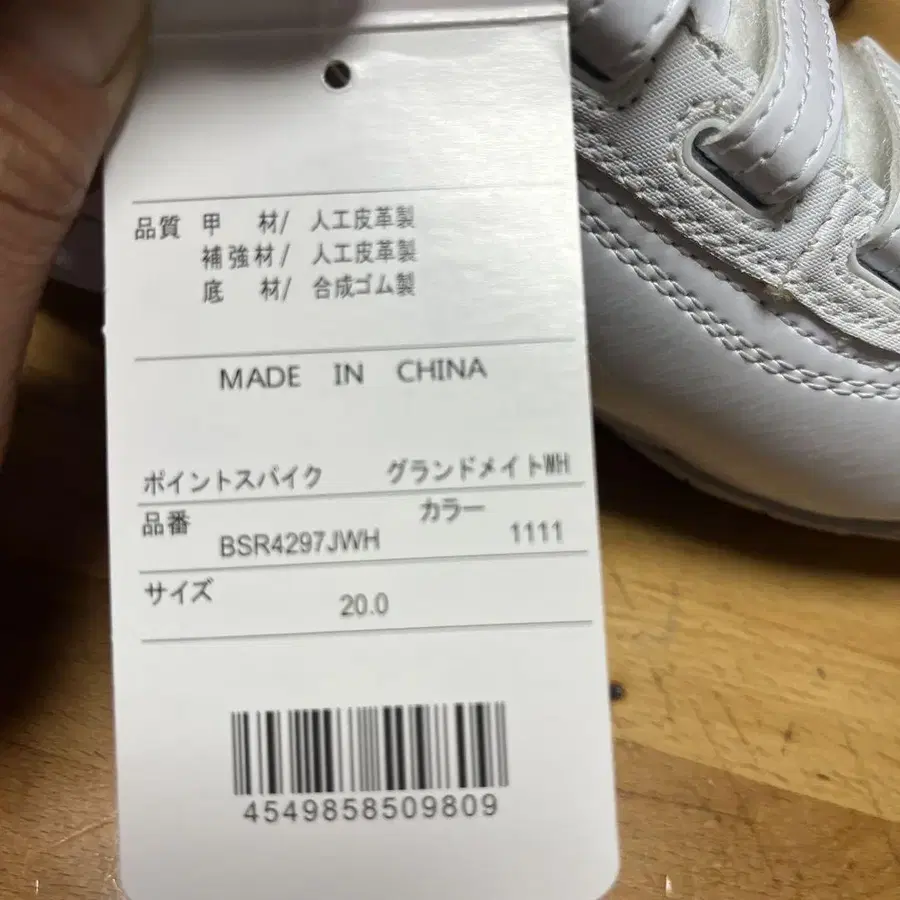 品質 甲 材/ 人工皮革製
補強材/ 人工皮革製
底 材/ 合成ゴム製
MADE IN CHINA
ポイントスパイク グランドメイトWH
品番 BSR4297JWH カラー 1111
サイズ 20.0
4549858509809